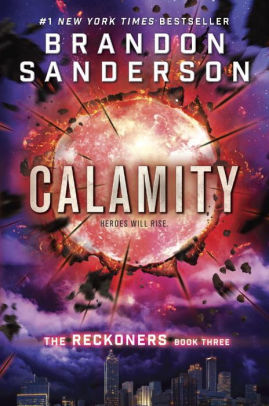 #1 NEW YORK TIMES BESTSELLER
BRANDON
SANDERSON
CALAMITY
HEROES WILL RISE.
THE RECKONERS BOOK THREE